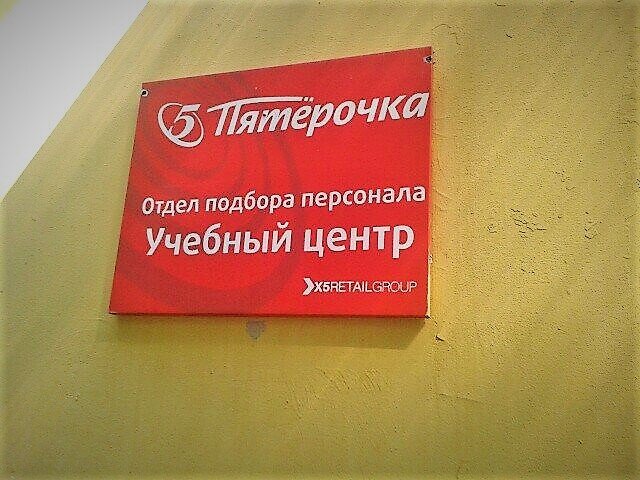 5 Пятёрочка
Отдел подбора персонала
Учебный центр
X5RETAILGROUP